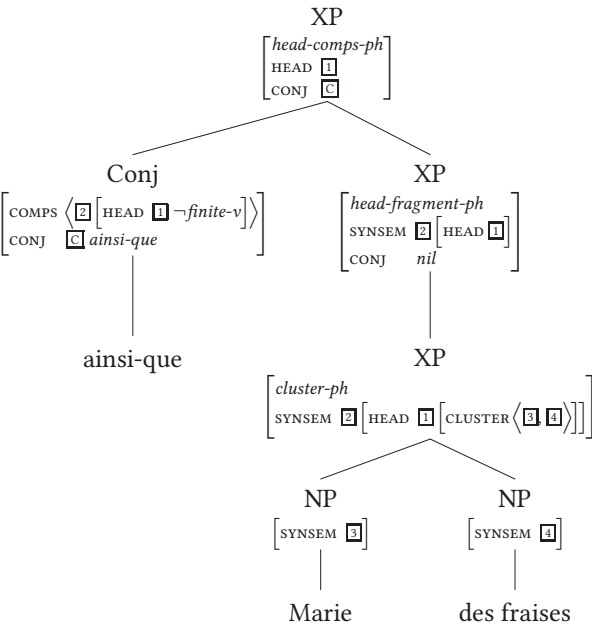 XP
head-comps-ph
HEAD 1
CONJ C
Conj
COMPS ⟨2[HEAD 1 ¬finite-v]⟩
CONJ C ainsi-que
XP
head-fragment-ph
SYNSEM 2[HEAD 1]
CONJ nil
ainsi-que
XP
cluster-ph
SYNSEM 2[HEAD 1[CLUSTER⟨3, 4⟩]]
NP
[SYNSEM 3]
NP
[SYNSEM 4]
Marie
des fraises